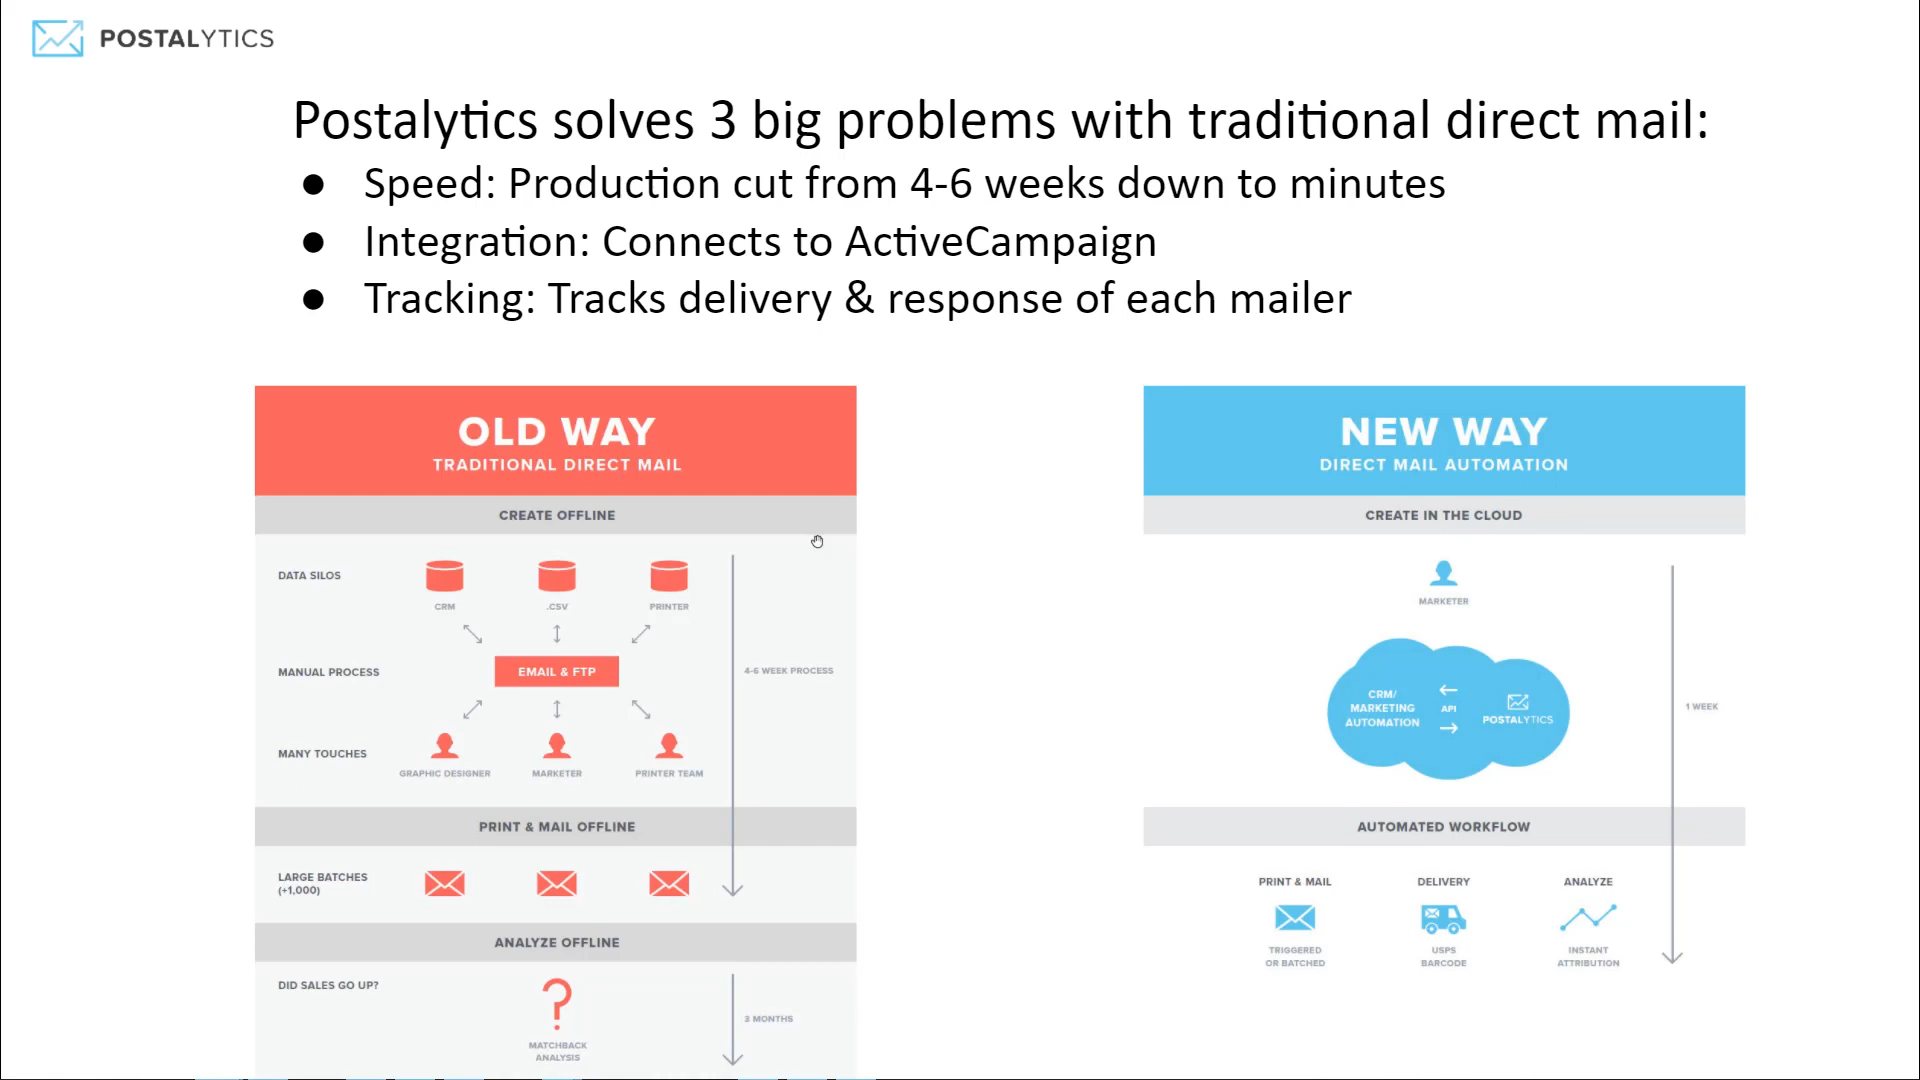 POSTALYTICS
Postalytics solves 3 big problems with traditional direct mail:
● Speed: Production cut from 4-6 weeks down to minutes
● Integration: Connects to ActiveCampaign
● Tracking: Tracks delivery & response of each mailer
OLD WAY
TRADITIONAL DIRECT MAIL
CREATE OFFLINE
DATA SILOS
CRM
.CSV
PRINTER
MANUAL PROCESS
EMAIL & FTP
4-6 WEEK PROCESS
MANY TOUCHES
GRAPHIC DESIGNER
MARKETER
PRINTER TEAM
PRINT & MAIL OFFLINE
LARGE BATCHES
(+1,000)
ANALYZE OFFLINE
DID SALES GO UP?
?
3 MONTHS
MATCHBACK
ANALYSIS
NEW WAY
DIRECT MAIL AUTOMATION
CREATE IN THE CLOUD
MARKETER
CRM/
MARKETING
AUTOMATION
API
POSTALYTICS
1 WEEK
AUTOMATED WORKFLOW
PRINT & MAIL
TRIGGERED
OR BATCHED
DELIVERY
USPS
BARCODE
ANALYZE
INSTANT
ATTRIBUTION